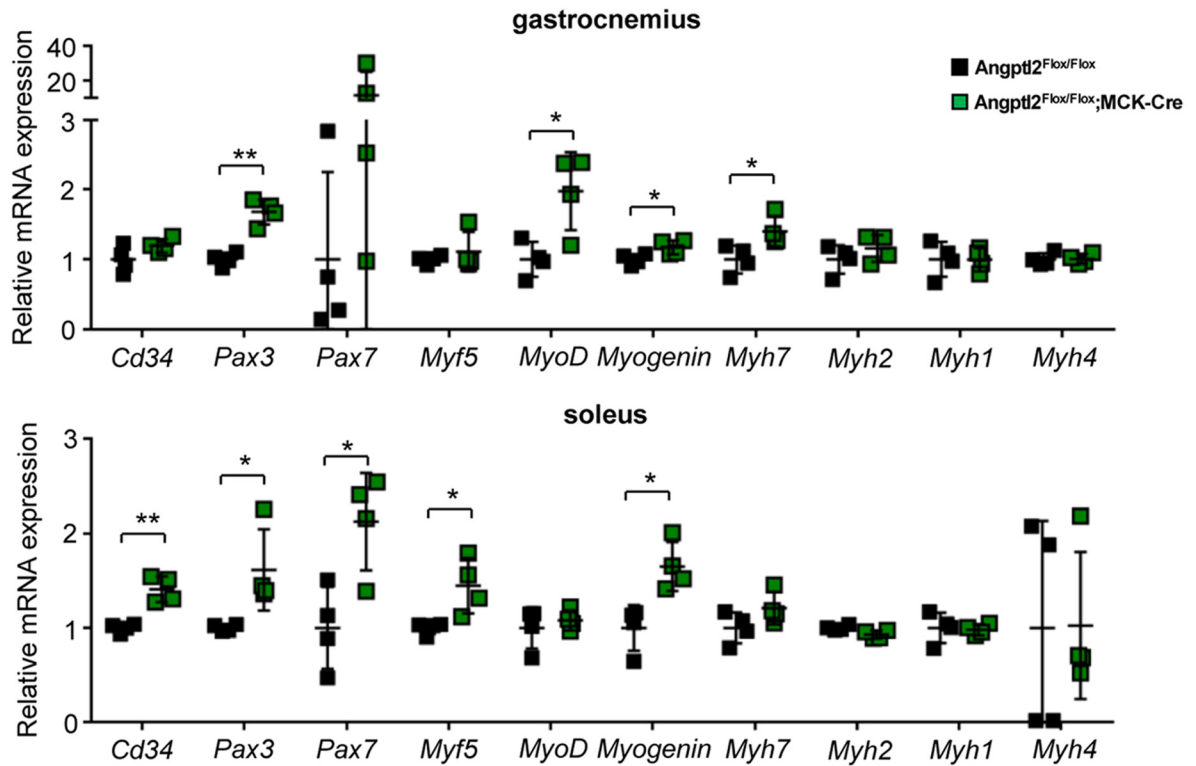 gastrocnemius
Relative mRNA expression
40
20
3
2
1
0
Angptl2Flox/Flox
Angptl2Flox/Flox;MCK-Cre
** * * *
Cd34 Pax3 Pax7 Myf5 MyoD Myogenin Myh7 Myh2 Myh1 Myh4
soleus
Relative mRNA expression
3
2
1
0
** * * * *
Cd34 Pax3 Pax7 Myf5 MyoD Myogenin Myh7 Myh2 Myh1 Myh4